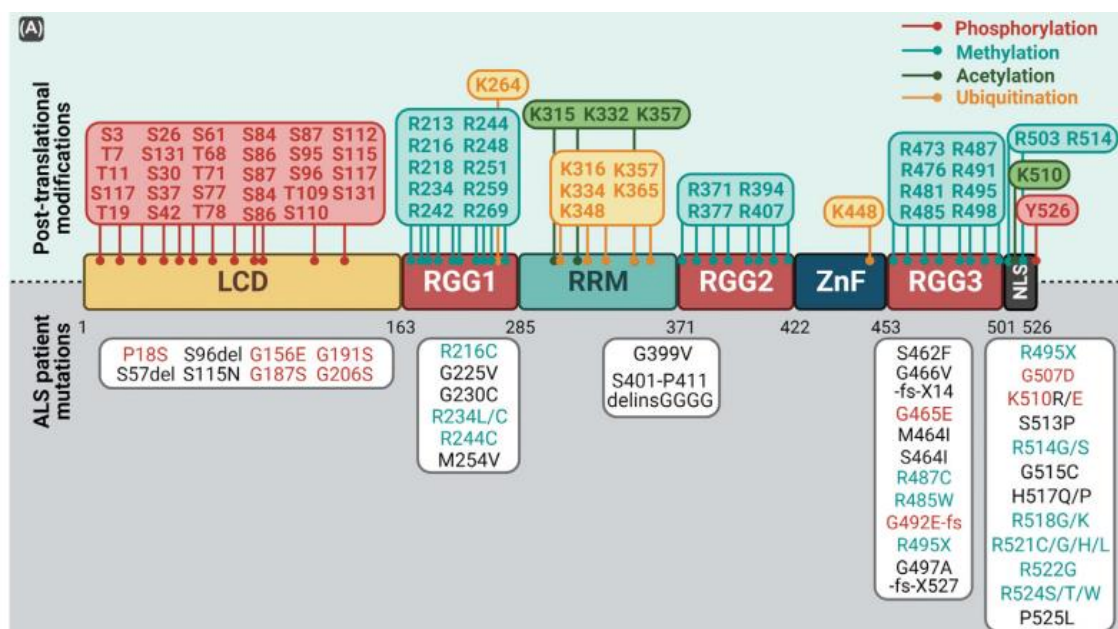 (A)
Phosphorylation
Methylation
Acetylation
Ubiquitination
Post-translational
modifications
S3 S26 S61 S84 S87 S112
T7 S131 T68 S86 S95 S115
T11 S30 T71 S87 S96 S117
S117 S37 S77 S84 T109 S131
T19 S42 T78 S86 S110
R213 R244
R216 R248
R218 R251
R234 R259
R242 R269
K264
K315 K332 K357
K316 K357
K334 K365
K348
R371 R394
R377 R407
K448
R473 R487
R476 R491
R481 R495
R485 R498
R503 R514
K510
Y526
LCD RGG1 RRM RGG2 ZnF RGG3 NLS
1 163 285 371 422 453 501 526
ALS patient
mutations
P18S S96del G156E G191S
S57del S115N G187S G206S
R216C
G225V
G230C
R234L/C
R244C
M254V
G399V
S401-P411
delinsGGGG
S462F
G466V
-fs-X14
G465E
M464I
S464I
R487C
R485W
G492E-fs
R495X
G497A
-fs-X527
R495X
G507D
K510R/E
S513P
R514G/S
G515C
H517Q/P
R518G/K
R521C/G/H/L
R522G
R524S/T/W
P525L